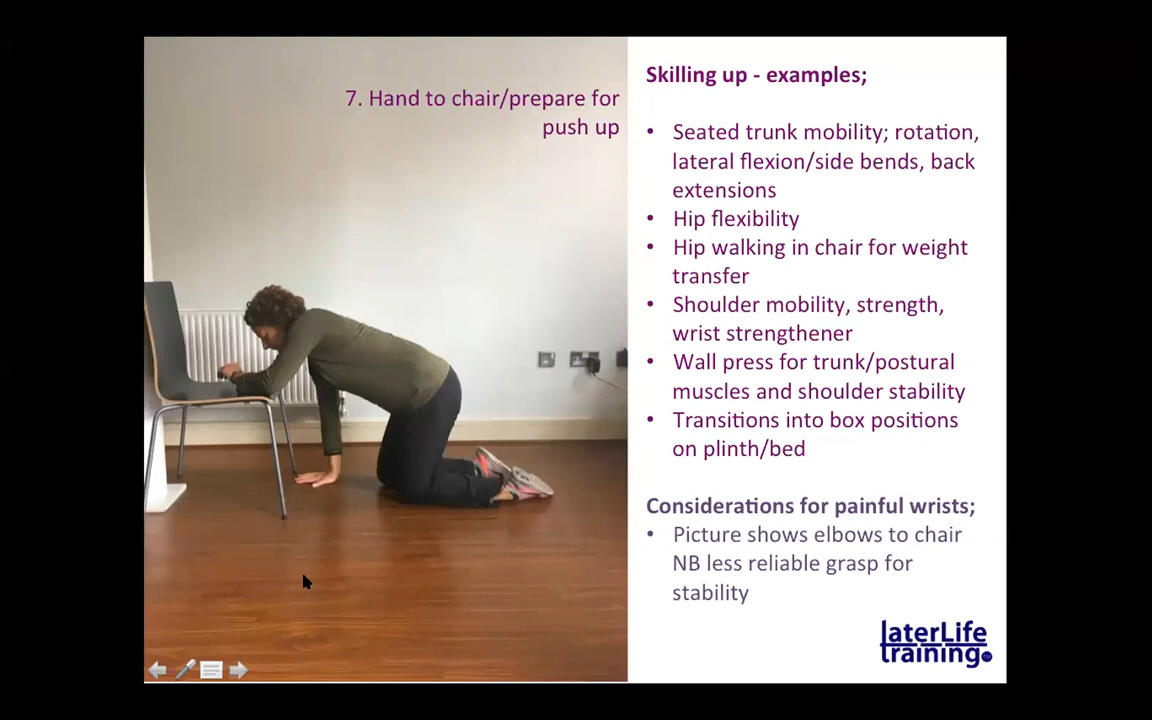 7. Hand to chair/prepare for
push up
Skilling up - examples;
• Seated trunk mobility; rotation,
lateral flexion/side bends, back
extensions
• Hip flexibility
• Hip walking in chair for weight
transfer
• Shoulder mobility, strength,
wrist strengthener
• Wall press for trunk/postural
muscles and shoulder stability
• Transitions into box positions
on plinth/bed
Considerations for painful wrists;
• Picture shows elbows to chair
NB less reliable grasp for
stability
laterLife
training